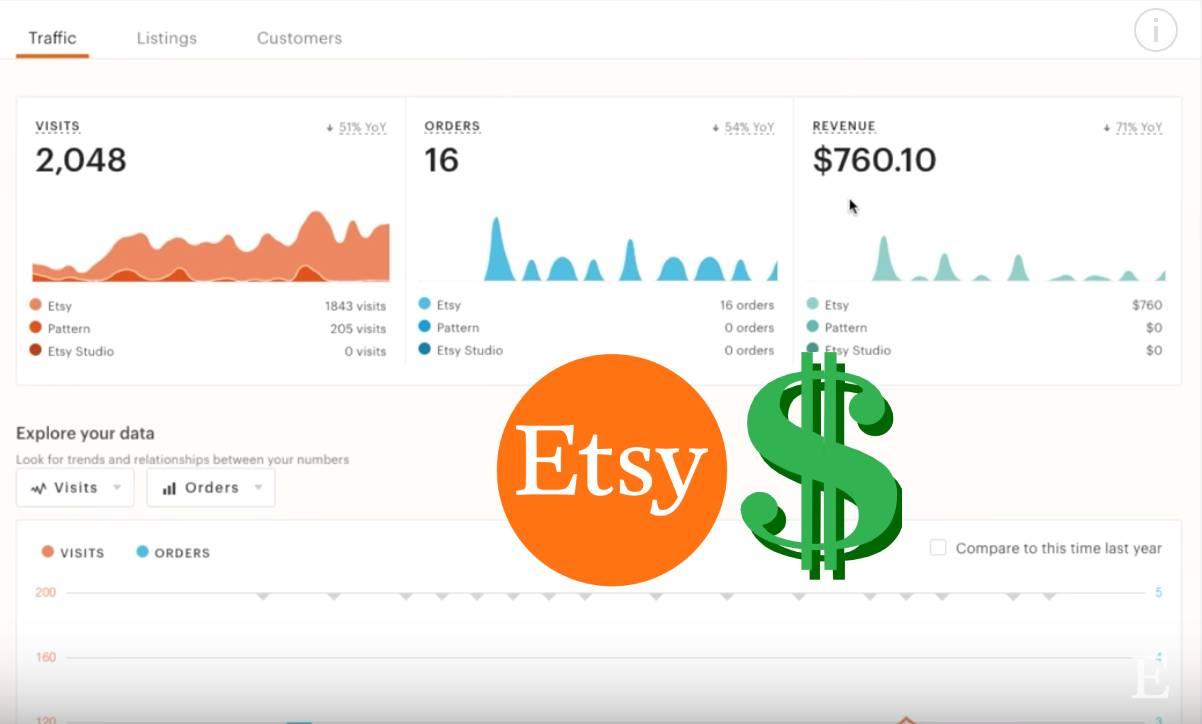 Traffic Listings Customers
i
VISITS
↓ 51% YoY
2,048
Etsy 1843 visits
Pattern 205 visits
Etsy Studio 0 visits
ORDERS
↓ 54% YoY
16
Etsy 16 orders
Pattern 0 orders
Etsy Studio 0 orders
REVENUE
↓ 71% YoY
$760.10
Etsy $760
Pattern $0
Etsy Studio $0
Etsy
$
Explore your data
Look for trends and relationships between your numbers
Visits Orders
VISITS ORDERS
Compare to this time last year
200 5
160 4
120 3
E